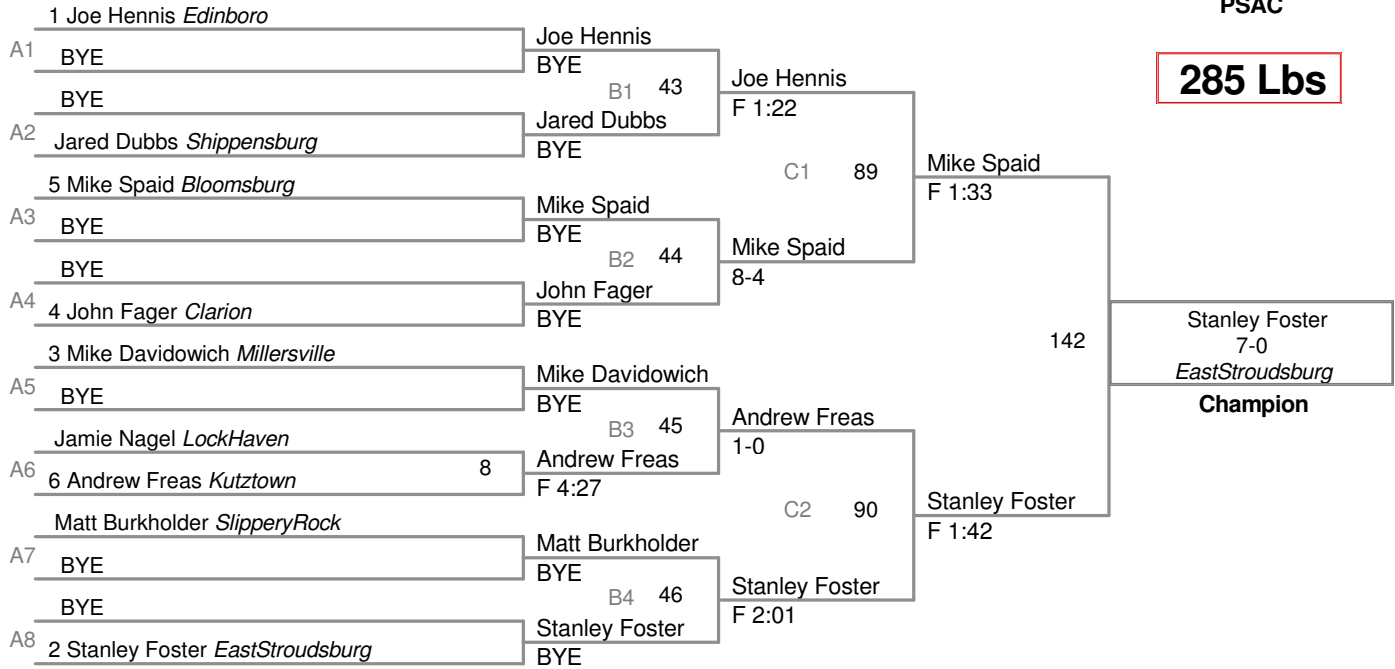 PSAC
285 Lbs
1 Joe Hennis Edinboro
A1
BYE
BYE
A2
Jared Dubbs Shippensburg
5 Mike Spaid Bloomsburg
A3
BYE
BYE
A4
4 John Fager Clarion
3 Mike Davidowich Millersville
A5
BYE
Jamie Nagel LockHaven
A6
8
6 Andrew Freas Kutztown
Matt Burkholder SlipperyRock
A7
BYE
BYE
A8
2 Stanley Foster EastStroudsburg
Joe Hennis
BYE
B1 43
Jared Dubbs
BYE
Mike Spaid
BYE
B2 44
John Fager
BYE
Mike Davidowich
BYE
B3 45
Andrew Freas
F 4:27
Matt Burkholder
BYE
B4 46
Stanley Foster
BYE
Joe Hennis
F 1:22
C1 89
Mike Spaid
8-4
Andrew Freas
1-0
C2 90
Stanley Foster
F 2:01
Mike Spaid
F 1:33
142
Stanley Foster
F 1:42
Stanley Foster
7-0
EastStroudsburg
Champion